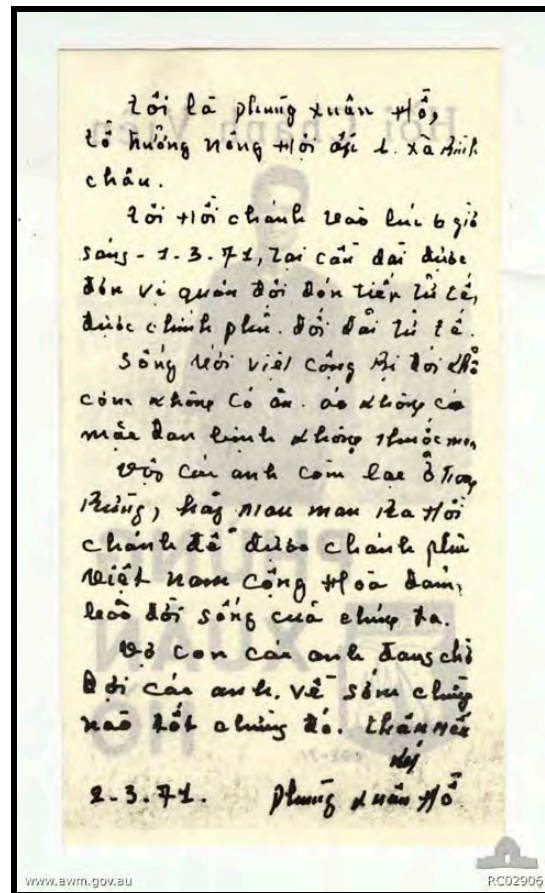 tôi là phùng xuân Hồ,
tổ trưởng nông Hội ấp 1. xã Bình
châu.
tôi Hồi chánh vào lúc 6 giờ
sáng - 1.3.71, tại căn đài được
đơn vị quân đội đón tiếp tử tế,
được chính phủ. đối đãi tử tế.
sống với việt cộng Bị đói khổ
cơm không có ăn. áo không có
mặc đau bịnh không thuốc men
Vậy các anh còn lại ở trong
Rừng, hãy mau mau Ra Hồi
chánh để được chánh phủ
việt nam cộng Hòa đảm,
bảo đời sống của chúng ta.
Vợ con các anh đang chờ
Đợi các anh. về sớm chừng
nào tốt chừng đó. thân mến
ký
2-3-71. phùng xuân Hồ
www.awm.gov.au RC02906